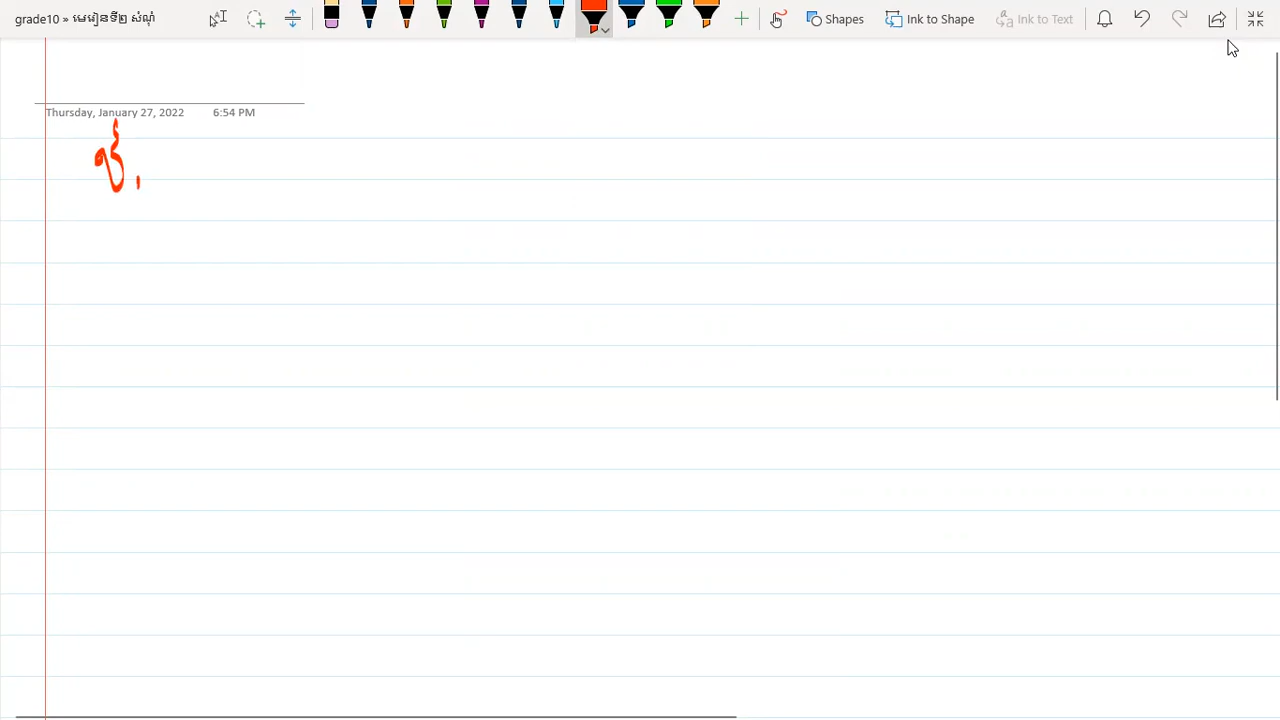 grade10 » មេរៀនទី២ សំណុំ
Shapes
Ink to Shape
Ink to Text
Thursday, January 27, 2022 6:54 PM